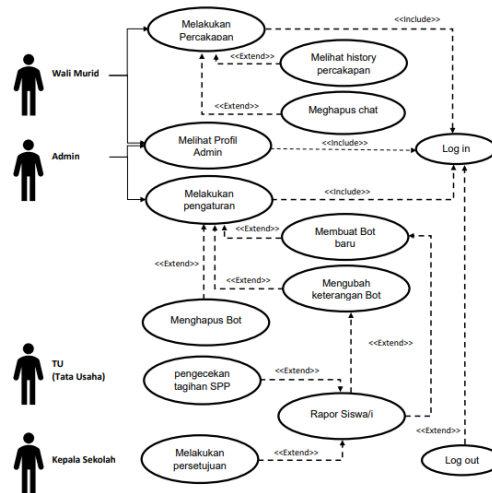 Melakukan
Percakapan
<<Include>>
<<Extend>>
Melihat history
percakapan
Wali Murid
<<Extend>>
Meghapus chat
Admin
Melihat Profil
Admin
<<Include>>
Log in
Melakukan
pengaturan
<<Include>>
<<Extend>>
Membuat Bot
baru
<<Extend>>
<<Extend>>
Mengubah
keterangan Bot
Menghapus Bot
<<Extend>>
TU
(Tata Usaha)
pengecekan
tagihan SPP
<<Extend>>
Rapor Siswa/i
<<Extend>>
Kepala Sekolah
Melakukan
persetujuan
<<Extend>>
Log out